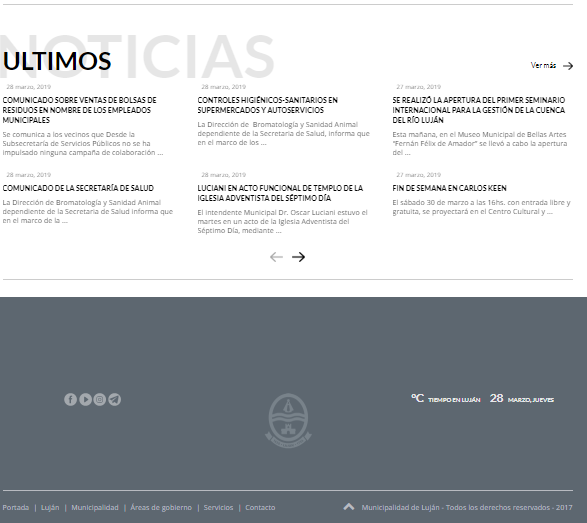 NOTICIAS
ULTIMOS
Ver más
28 marzo, 2019
COMUNICADO SOBRE VENTAS DE BOLSAS DE
RESIDUOS EN NOMBRE DE LOS EMPLEADOS
MUNICIPALES
Se comunica a los vecinos que Desde la
Subsecretaría de Servicios Públicos no se ha
impulsado ninguna campaña de colaboración ...
28 marzo, 2019
CONTROLES HIGIÉNICOS-SANITARIOS EN
SUPERMERCADOS Y AUTOSERVICIOS
La Dirección de Bromatología y Sanidad Animal
dependiente de la Secretaria de Salud, informa que
en el marco de los ...
27 marzo, 2019
SE REALIZÓ LA APERTURA DEL PRIMER SEMINARIO
INTERNACIONAL PARA LA GESTIÓN DE LA CUENCA
DEL RÍO LUJÁN
Esta mañana, en el Museo Municipal de Bellas Artes
"Fernán Félix de Amador" se llevó a cabo la apertura
del ...
28 marzo, 2019
COMUNICADO DE LA SECRETARÍA DE SALUD
La Dirección de Bromatología y Sanidad Animal
dependiente de la Secretaria de Salud informa que
en el marco de la ...
28 marzo, 2019
LUCIANI EN ACTO FUNCIONAL DE TEMPLO DE LA
IGLESIA ADVENTISTA DEL SÉPTIMO DÍA
El intendente Municipal Dr. Oscar Luciani estuvo el
martes en un acto de la Iglesia Adventista del
Séptimo Día, mediante ...
27 marzo, 2019
FIN DE SEMANA EN CARLOS KEEN
El sábado 30 de marzo a las 16hs. con entrada libre y
gratuita, se proyectará en el Centro Cultural y ...
ºC TIEMPO EN LUJÁN 28 MARZO, JUEVES
Portada | Luján | Municipalidad | Áreas de gobierno | Servicios | Contacto
Municipalidad de Luján - Todos los derechos reservados - 2017